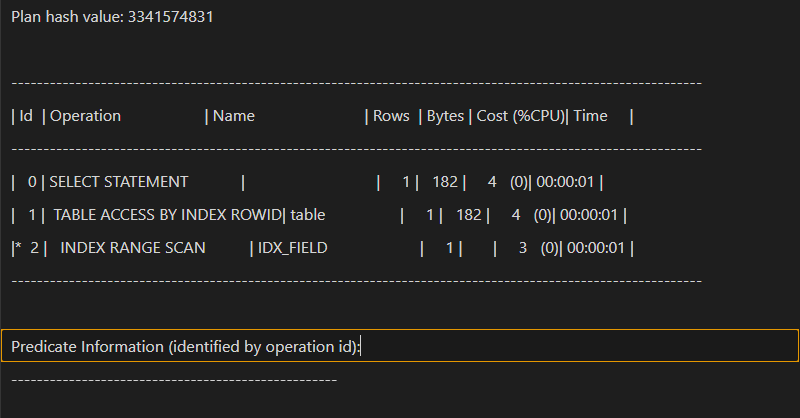 Plan hash value: 3341574831
------------------------------------------------------------------------------------------------------------
| Id  | Operation                   | Name                         | Rows  | Bytes | Cost (%CPU)| Time     |
------------------------------------------------------------------------------------------------------------
|   0 | SELECT STATEMENT            |                              |     1 |   182 |     4   (0)| 00:00:01 |
|   1 |  TABLE ACCESS BY INDEX ROWID| table                        |     1 |   182 |     4   (0)| 00:00:01 |
|*  2 |   INDEX RANGE SCAN          | IDX_FIELD                    |     1 |       |     3   (0)| 00:00:01 |
------------------------------------------------------------------------------------------------------------
Predicate Information (identified by operation id):
---------------------------------------------------